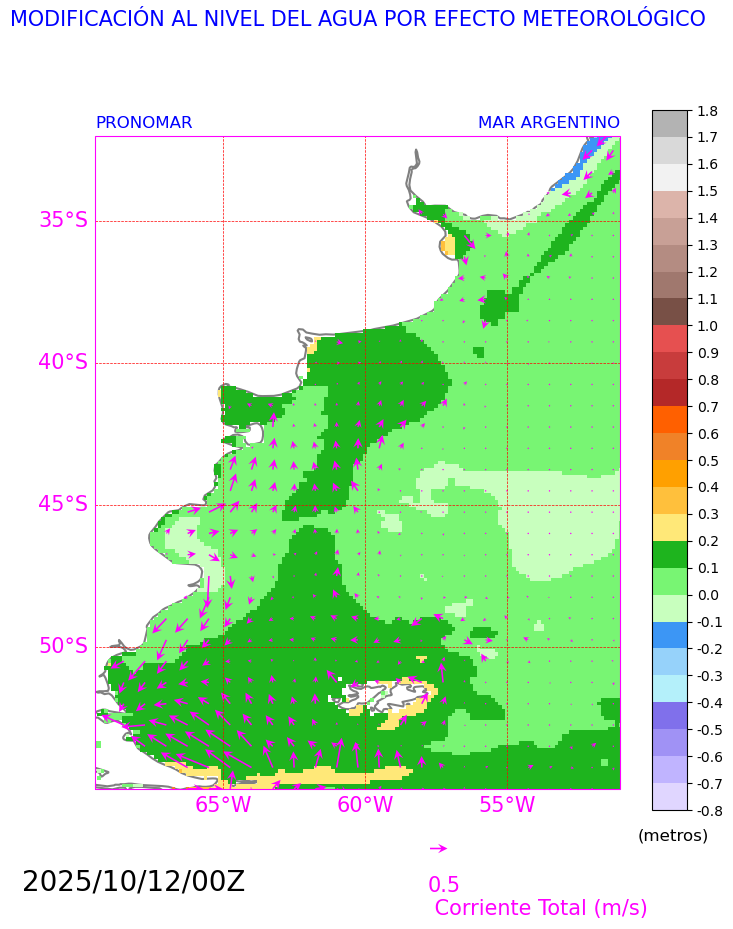 MODIFICACIÓN AL NIVEL DEL AGUA POR EFECTO METEOROLÓGICO
PRONOMAR
MAR ARGENTINO
35°S
40°S
45°S
50°S
65°W
60°W
55°W
1.8
1.7
1.6
1.5
1.4
1.3
1.2
1.1
1.0
0.9
0.8
0.7
0.6
0.5
0.4
0.3
0.2
0.1
0.0
-0.1
-0.2
-0.3
-0.4
-0.5
-0.6
-0.7
-0.8
(metros)
2025/10/12/00Z
0.5
Corriente Total (m/s)